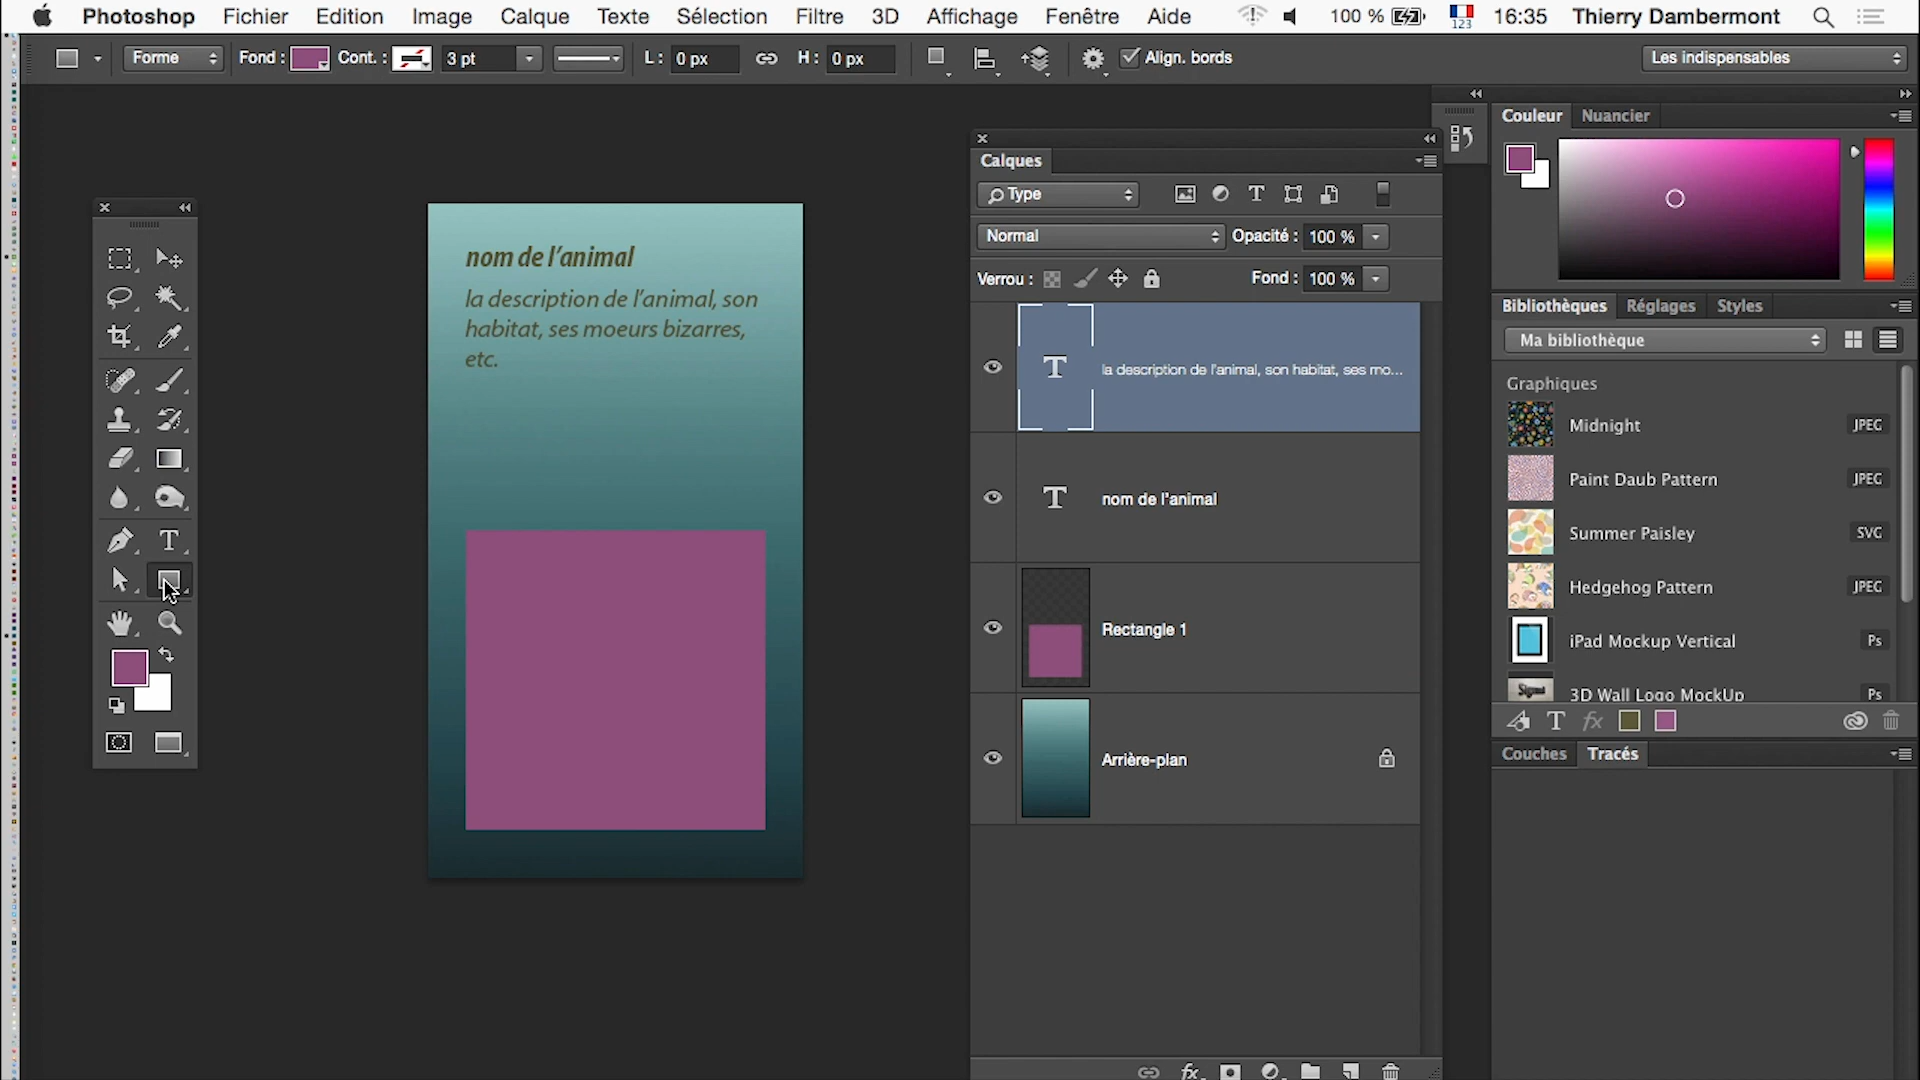 Photoshop Fichier Edition Image Calque Texte Sélection Filtre 3D Affichage Fenêtre Aide 100 % 123 16:35 Thierry Dambermont
Forme Fond : Cont. : 3 pt L : 0 px H : 0 px Align. bords Les indispensables
Couleur Nuancier
Calques
Type
Normal Opacité : 100 %
Verrou : Fond : 100 %
la description de l'animal, son habitat, ses mo...
nom de l'animal
Rectangle 1
Arrière-plan
nom de l'animal
la description de l'animal, son
habitat, ses moeurs bizarres,
etc.
Bibliothèques Réglages Styles
Ma bibliothèque
Graphiques
Midnight JPEG
Paint Daub Pattern JPEG
Summer Paisley SVG
Hedgehog Pattern JPEG
iPad Mockup Vertical Ps
3D Wall Logo MockUp Ps
Couches Tracés